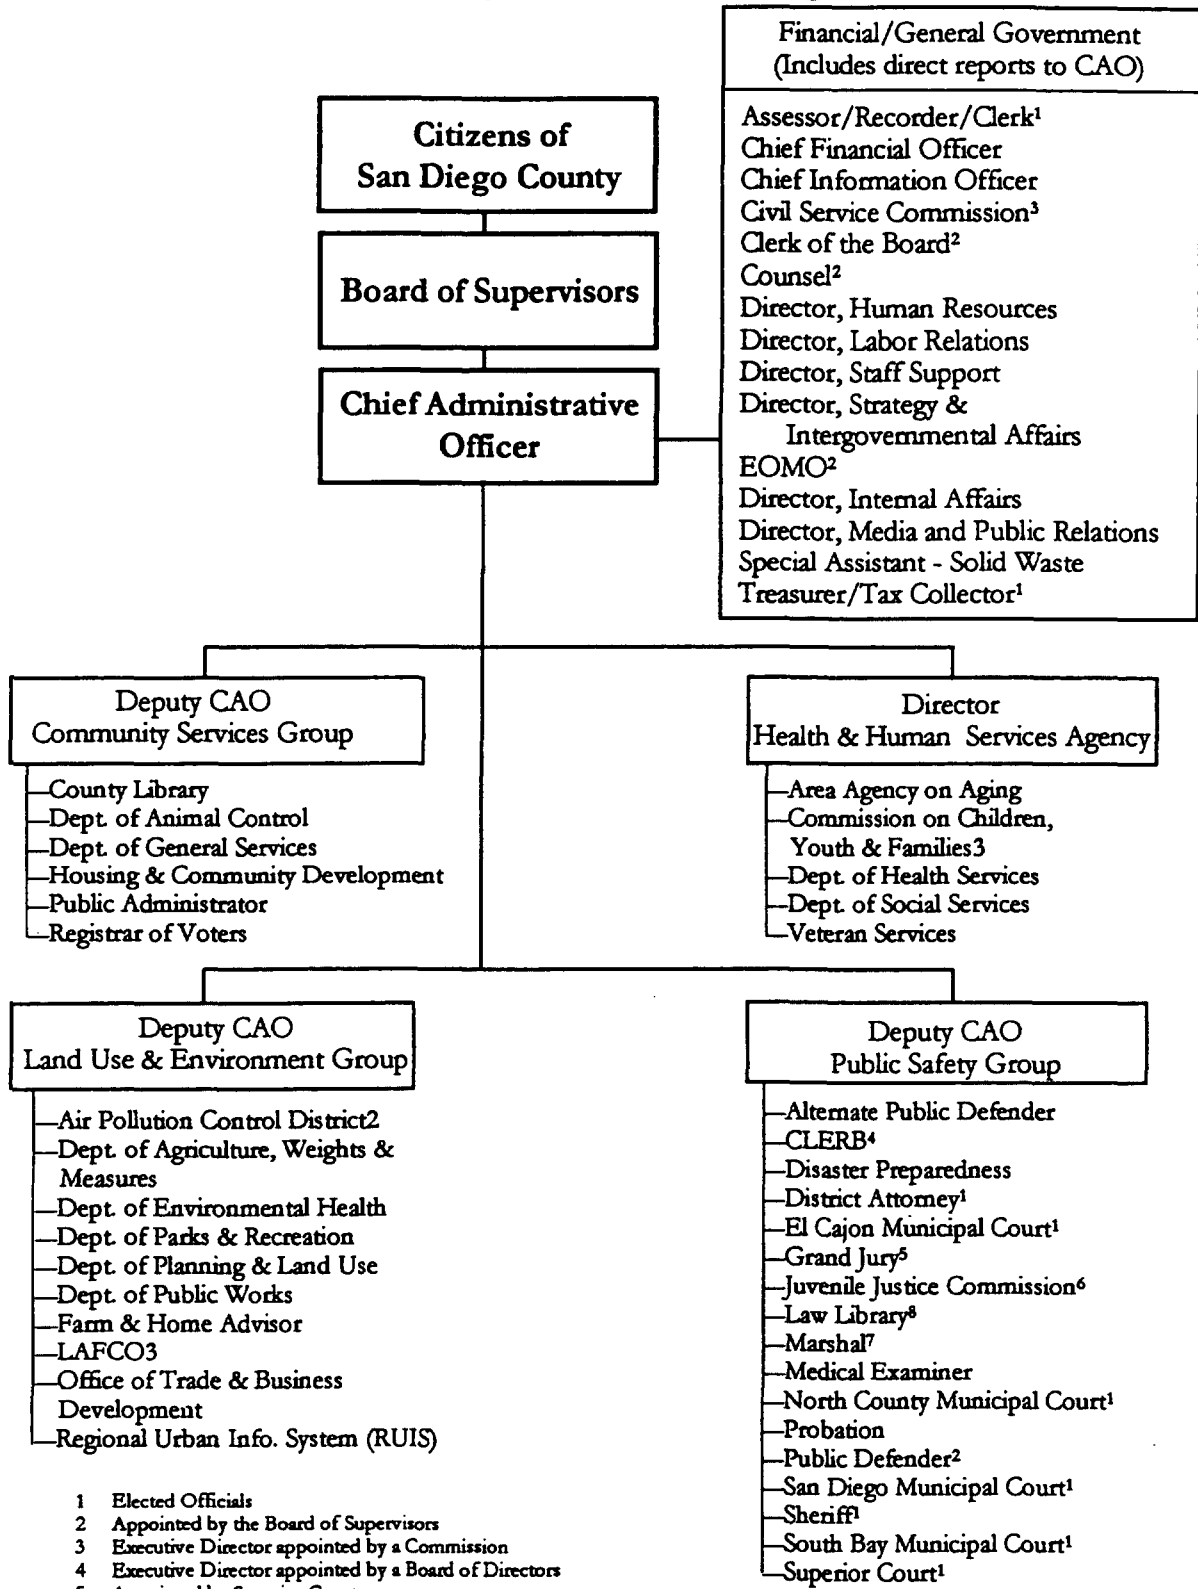 Financial/General Government
(Includes direct reports to CAO)
Assessor/Recorder/Clerk¹
Chief Financial Officer
Chief Information Officer
Civil Service Commission³
Clerk of the Board²
Counsel²
Director, Human Resources
Director, Labor Relations
Director, Staff Support
Director, Strategy &
Intergovernmental Affairs
EOMO²
Director, Internal Affairs
Director, Media and Public Relations
Special Assistant - Solid Waste
Treasurer/Tax Collector¹
Citizens of
San Diego County
Board of Supervisors
Chief Administrative
Officer
Deputy CAO
Community Services Group
County Library
Dept. of Animal Control
Dept. of General Services
Housing & Community Development
Public Administrator
Registrar of Voters
Director
Health & Human Services Agency
Area Agency on Aging
Commission on Children,
Youth & Families3
Dept. of Health Services
Dept. of Social Services
Veteran Services
Deputy CAO
Land Use & Environment Group
Air Pollution Control District2
Dept. of Agriculture, Weights &
Measures
Dept. of Environmental Health
Dept. of Parks & Recreation
Dept. of Planning & Land Use
Dept. of Public Works
Farm & Home Advisor
LAFCO3
Office of Trade & Business
Development
Regional Urban Info. System (RUIS)
Deputy CAO
Public Safety Group
Alternate Public Defender
CLERB⁴
Disaster Preparedness
District Attorney¹
El Cajon Municipal Court¹
Grand Jury⁵
Juvenile Justice Commission⁶
Law Library⁸
Marshal⁷
Medical Examiner
North County Municipal Court¹
Probation
Public Defender²
San Diego Municipal Court¹
Sheriff¹
South Bay Municipal Court¹
Superior Court¹
1 Elected Officials
2 Appointed by the Board of Supervisors
3 Executive Director appointed by a Commission
4 Executive Director appointed by a Board of Directors